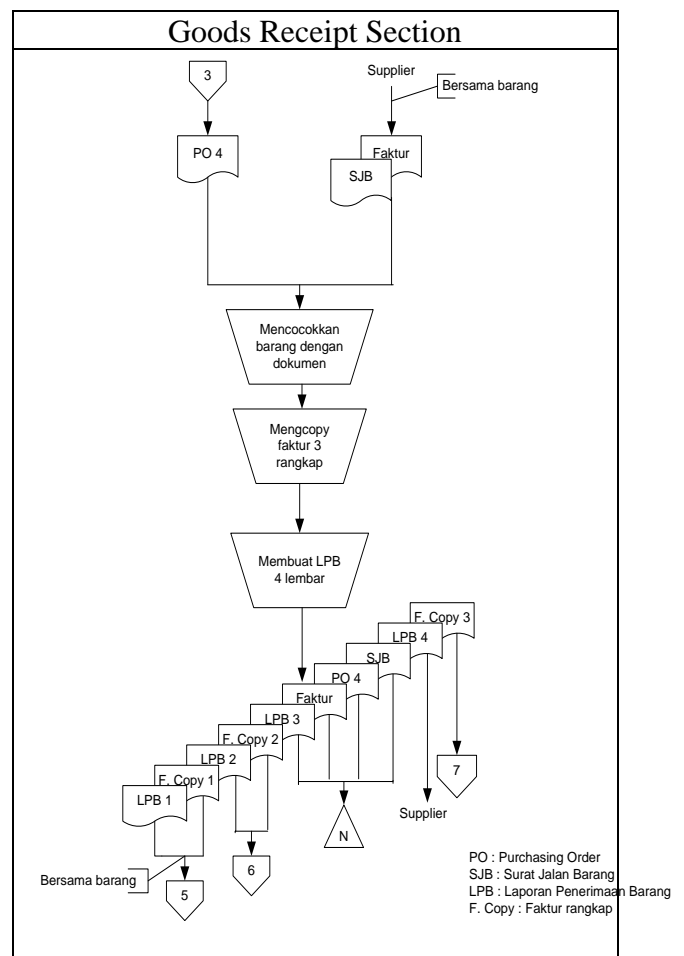 Goods Receipt Section
3
Supplier
Bersama barang
PO 4
Faktur
SJB
Mencocokkan
barang dengan
dokumen
Mengcopy
faktur 3
rangkap
Membuat LPB
4 lembar
F. Copy 3
LPB 4
SJB
PO 4
Faktur
LPB 3
F. Copy 2
LPB 2
F. Copy 1
LPB 1
7
Supplier
N
6
Bersama barang
5
PO : Purchasing Order
SJB : Surat Jalan Barang
LPB : Laporan Penerimaan Barang
F. Copy : Faktur rangkap